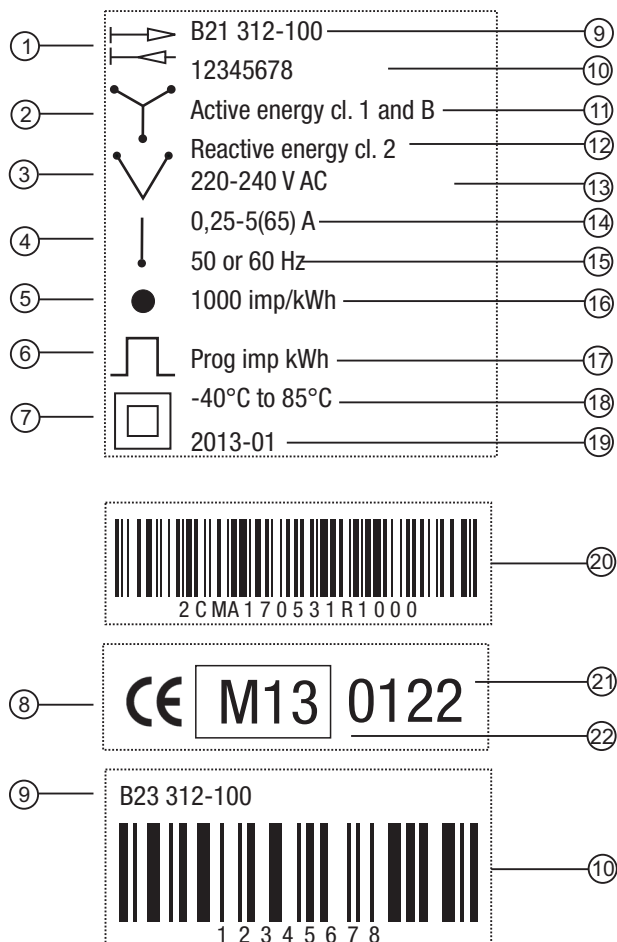 1 B21 312-100 9
12345678 10
2 Active energy cl. 1 and B 11
Reactive energy cl. 2 12
3 220-240 V AC 13
0,25-5(65) A 14
4 50 or 60 Hz 15
5 1000 imp/kWh 16
6 Prog imp kWh 17
-40°C to 85°C 18
7 2013-01 19
20
2CMA170531R1000
8 CE M13 0122 21
22
9 B23 312-100
10
12345678